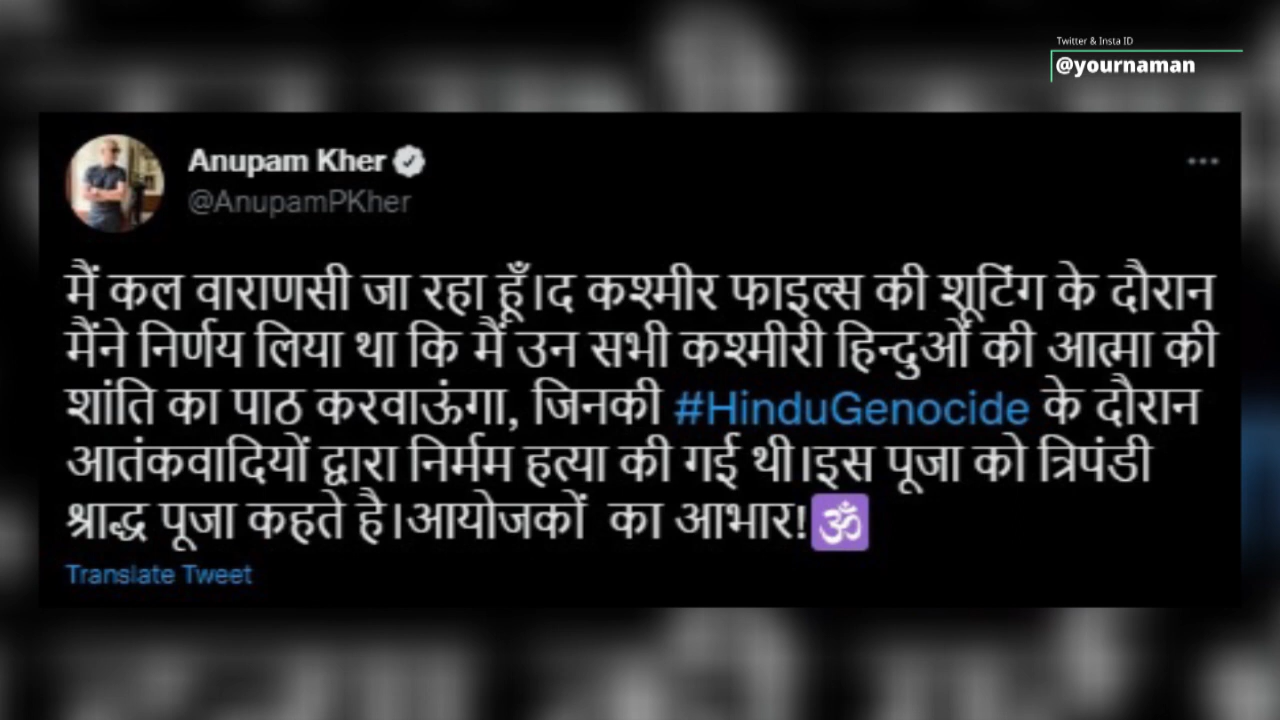 Twitter & Insta ID
@yournaman
Anupam Kher
@AnupamPKher
मैं कल वाराणसी जा रहा हूँ।द कश्मीर फाइल्स की शूटिंग के दौरान
मैंने निर्णय लिया था कि मैं उन सभी कश्मीरी हिन्दुओं की आत्मा की
शांति का पाठ करवाऊंगा, जिनकी #HinduGenocide के दौरान
आतंकवादियों द्वारा निर्मम हत्या की गई थी।इस पूजा को त्रिपंडी
श्राद्ध पूजा कहते है।आयोजकों का आभार!🕉
Translate Tweet